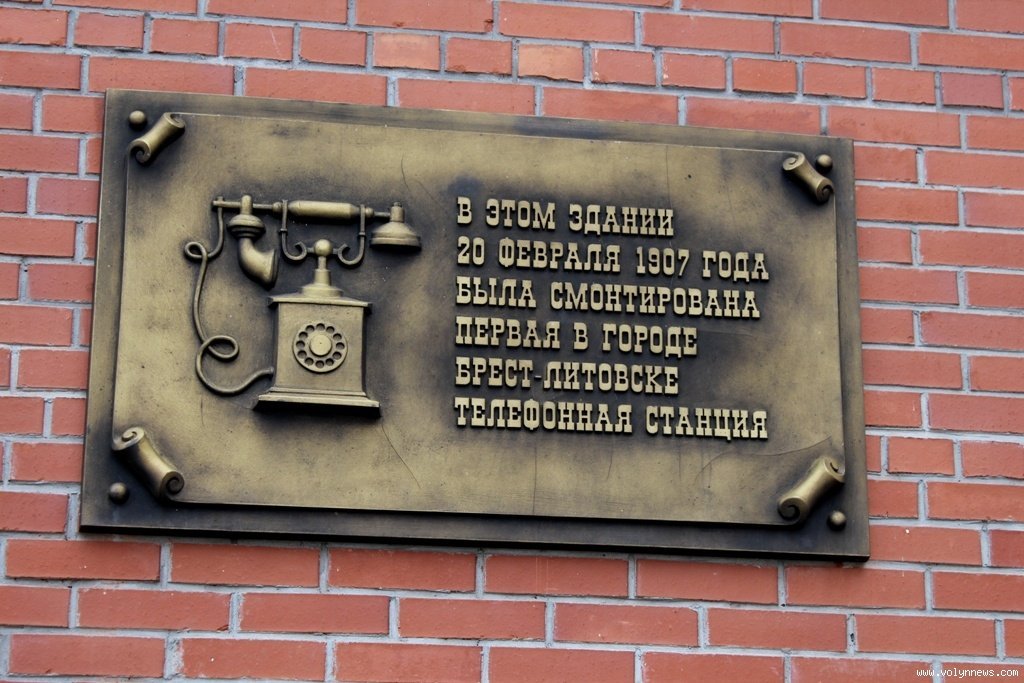 В ЭТОМ ЗДАНИИ
20 ФЕВРАЛЯ 1907 ГОДА
БЫЛА СМОНТИРОВАНА
ПЕРВАЯ В ГОРОДЕ
БРЕСТ-ЛИТОВСКЕ
ТЕЛЕФОННАЯ СТАНЦИЯ
www.volynnews.com